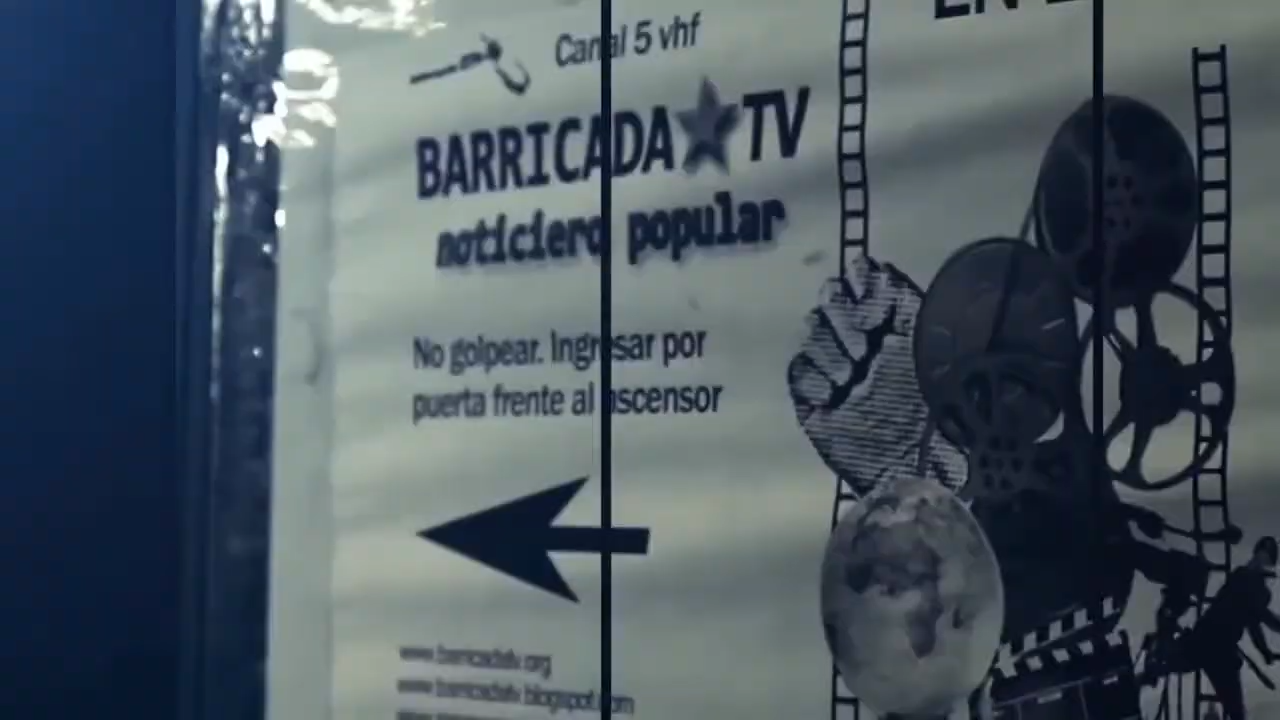 Canal 5 vhf
BARRICADA TV
noticiero popular
No golpear. Ingresar por
puerta frente al ascensor
www.barricadatv.org
www.barricadatv.blogspot.com